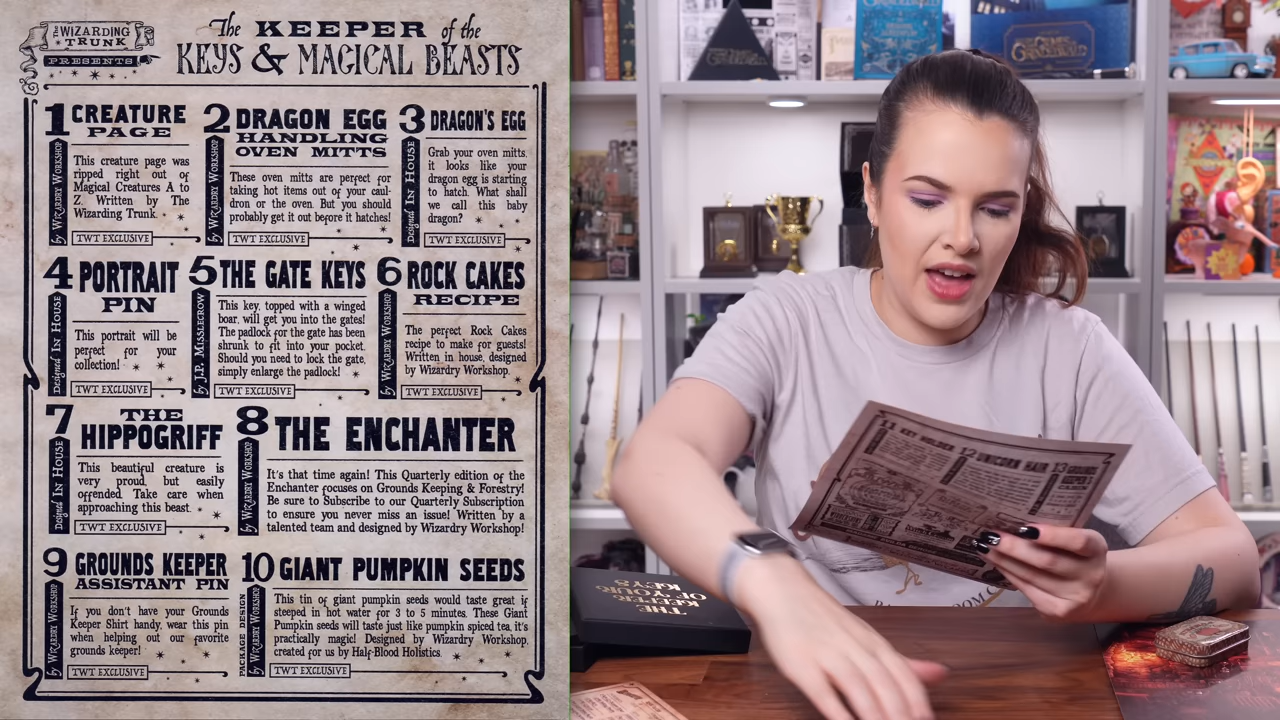 The WIZARDING
TRUNK
PRESENTS
The KEEPER of the
KEYS & MAGICAL BEASTS
1 CREATURE
PAGE
by WIZARDRY WORKSHOP
This creature page was
ripped right out of
Magical Creatures A to
Z. Written by The
Wizarding Trunk.
TWT EXCLUSIVE
2 DRAGON EGG
HANDLING
OVEN MITTS
by WIZARDRY WORKSHOP
These oven mitts are perfect for
taking hot items out of your caul-
dron or the oven. But you should
probably get it out before it hatches!
TWT EXCLUSIVE
3 DRAGON'S EGG
Designed IN HOUSE
Grab your oven mitts,
it looks like your
dragon egg is starting
to hatch. What shall
we call this baby
dragon?
TWT EXCLUSIVE
4 PORTRAIT
PIN
Designed IN HOUSE
This portrait will be
perfect for your
collection!
TWT EXCLUSIVE
5 THE GATE KEYS
by J.P. MISSLECROW
This key, topped with a winged
boar, will get you into the gates!
The padlock for the gate has been
shrunk to fit into your pocket.
Should you need to lock the gate,
simply enlarge the padlock!
TWT EXCLUSIVE
6 ROCK CAKES
RECIPE
by WIZARDRY WORKSHOP
The perfect Rock Cakes
recipe to make for guests!
Written in house, designed
by Wizardry Workshop.
TWT EXCLUSIVE
7 THE
HIPPOGRIFF
Designed IN HOUSE
This beautiful creature is
very proud, but easily
offended. Take care when
approaching this beast.
TWT EXCLUSIVE
8 THE ENCHANTER
by WIZARDRY WORKSHOP
It's that time again! This Quarterly edition of the
Enchanter focuses on Grounds Keeping & Forestry!
Be sure to Subscribe to our Quarterly Subscription
to ensure you never miss an issue! Written by a
talented team and designed by Wizardry Workshop!
9 GROUNDS KEEPER
ASSISTANT PIN
by WIZARDRY WORKSHOP
If you don't have your Grounds
Keeper Shirt handy, wear this pin
when helping out our favorite
grounds keeper!
TWT EXCLUSIVE
10 GIANT PUMPKIN SEEDS
PACKAGE DESIGN
by WIZARDRY WORKSHOP
This tin of giant pumpkin seeds would taste great if
steeped in hot water for 3 to 5 minutes. These Giant
Pumpkin seeds will taste just like pumpkin spiced tea, it's
practically magic! Designed by Wizardry Workshop,
created for us by Half-Blood Holistics.
TWT EXCLUSIVE
11 KEY HOLDER
12 UNICORN HAIR
13 GROUNDS
KEEPER'S
THE
KEEPER
OF YOUR
KEYS